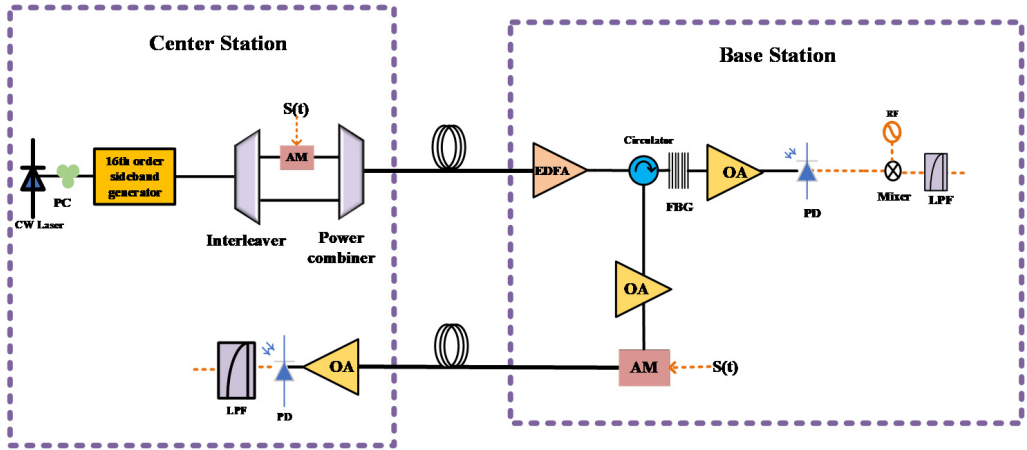 Center Station
Base Station
S(t)
AM
16th order
sideband
generator
PC
CW Laser
Interleaver
Power
combiner
EDFA
Circulator
FBG
OA
PD
RF
Mixer
LPF
OA
AM
S(t)
OA
LPF
PD